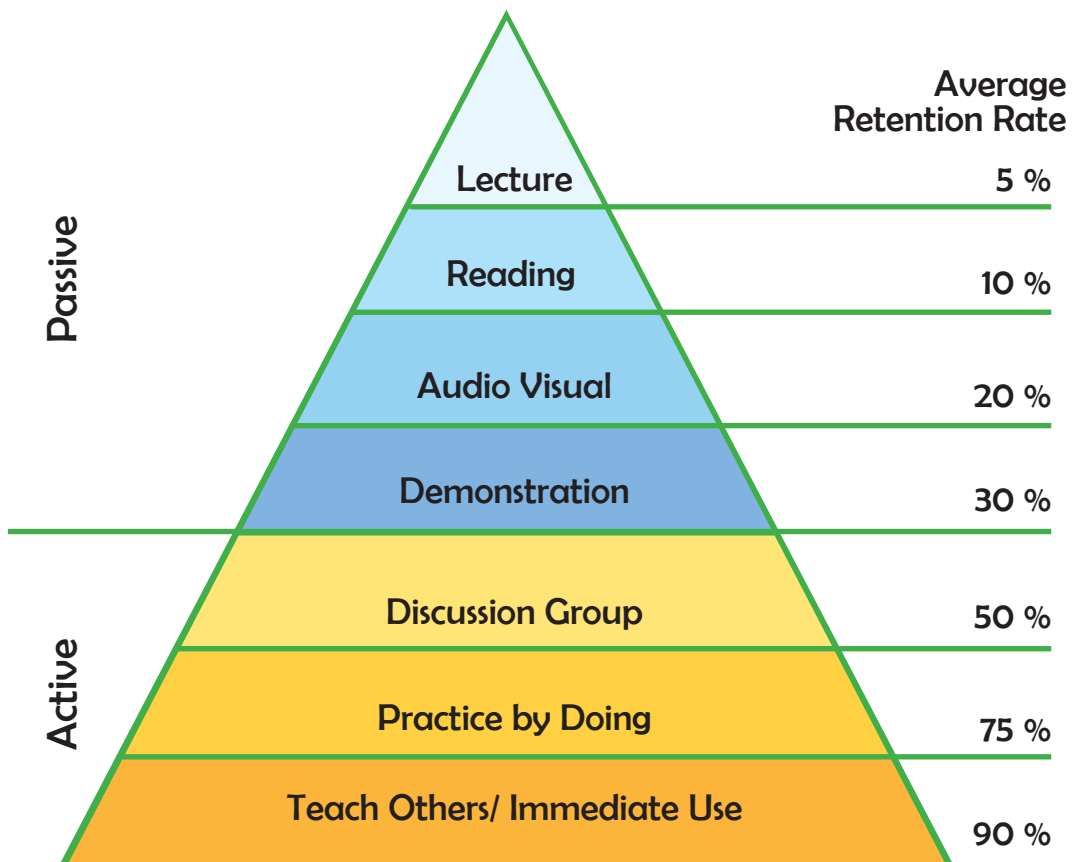 Average
Retention Rate
Passive
Lecture
5 %
Reading
10 %
Audio Visual
20 %
Demonstration
30 %
Active
Discussion Group
50 %
Practice by Doing
75 %
Teach Others/ Immediate Use
90 %